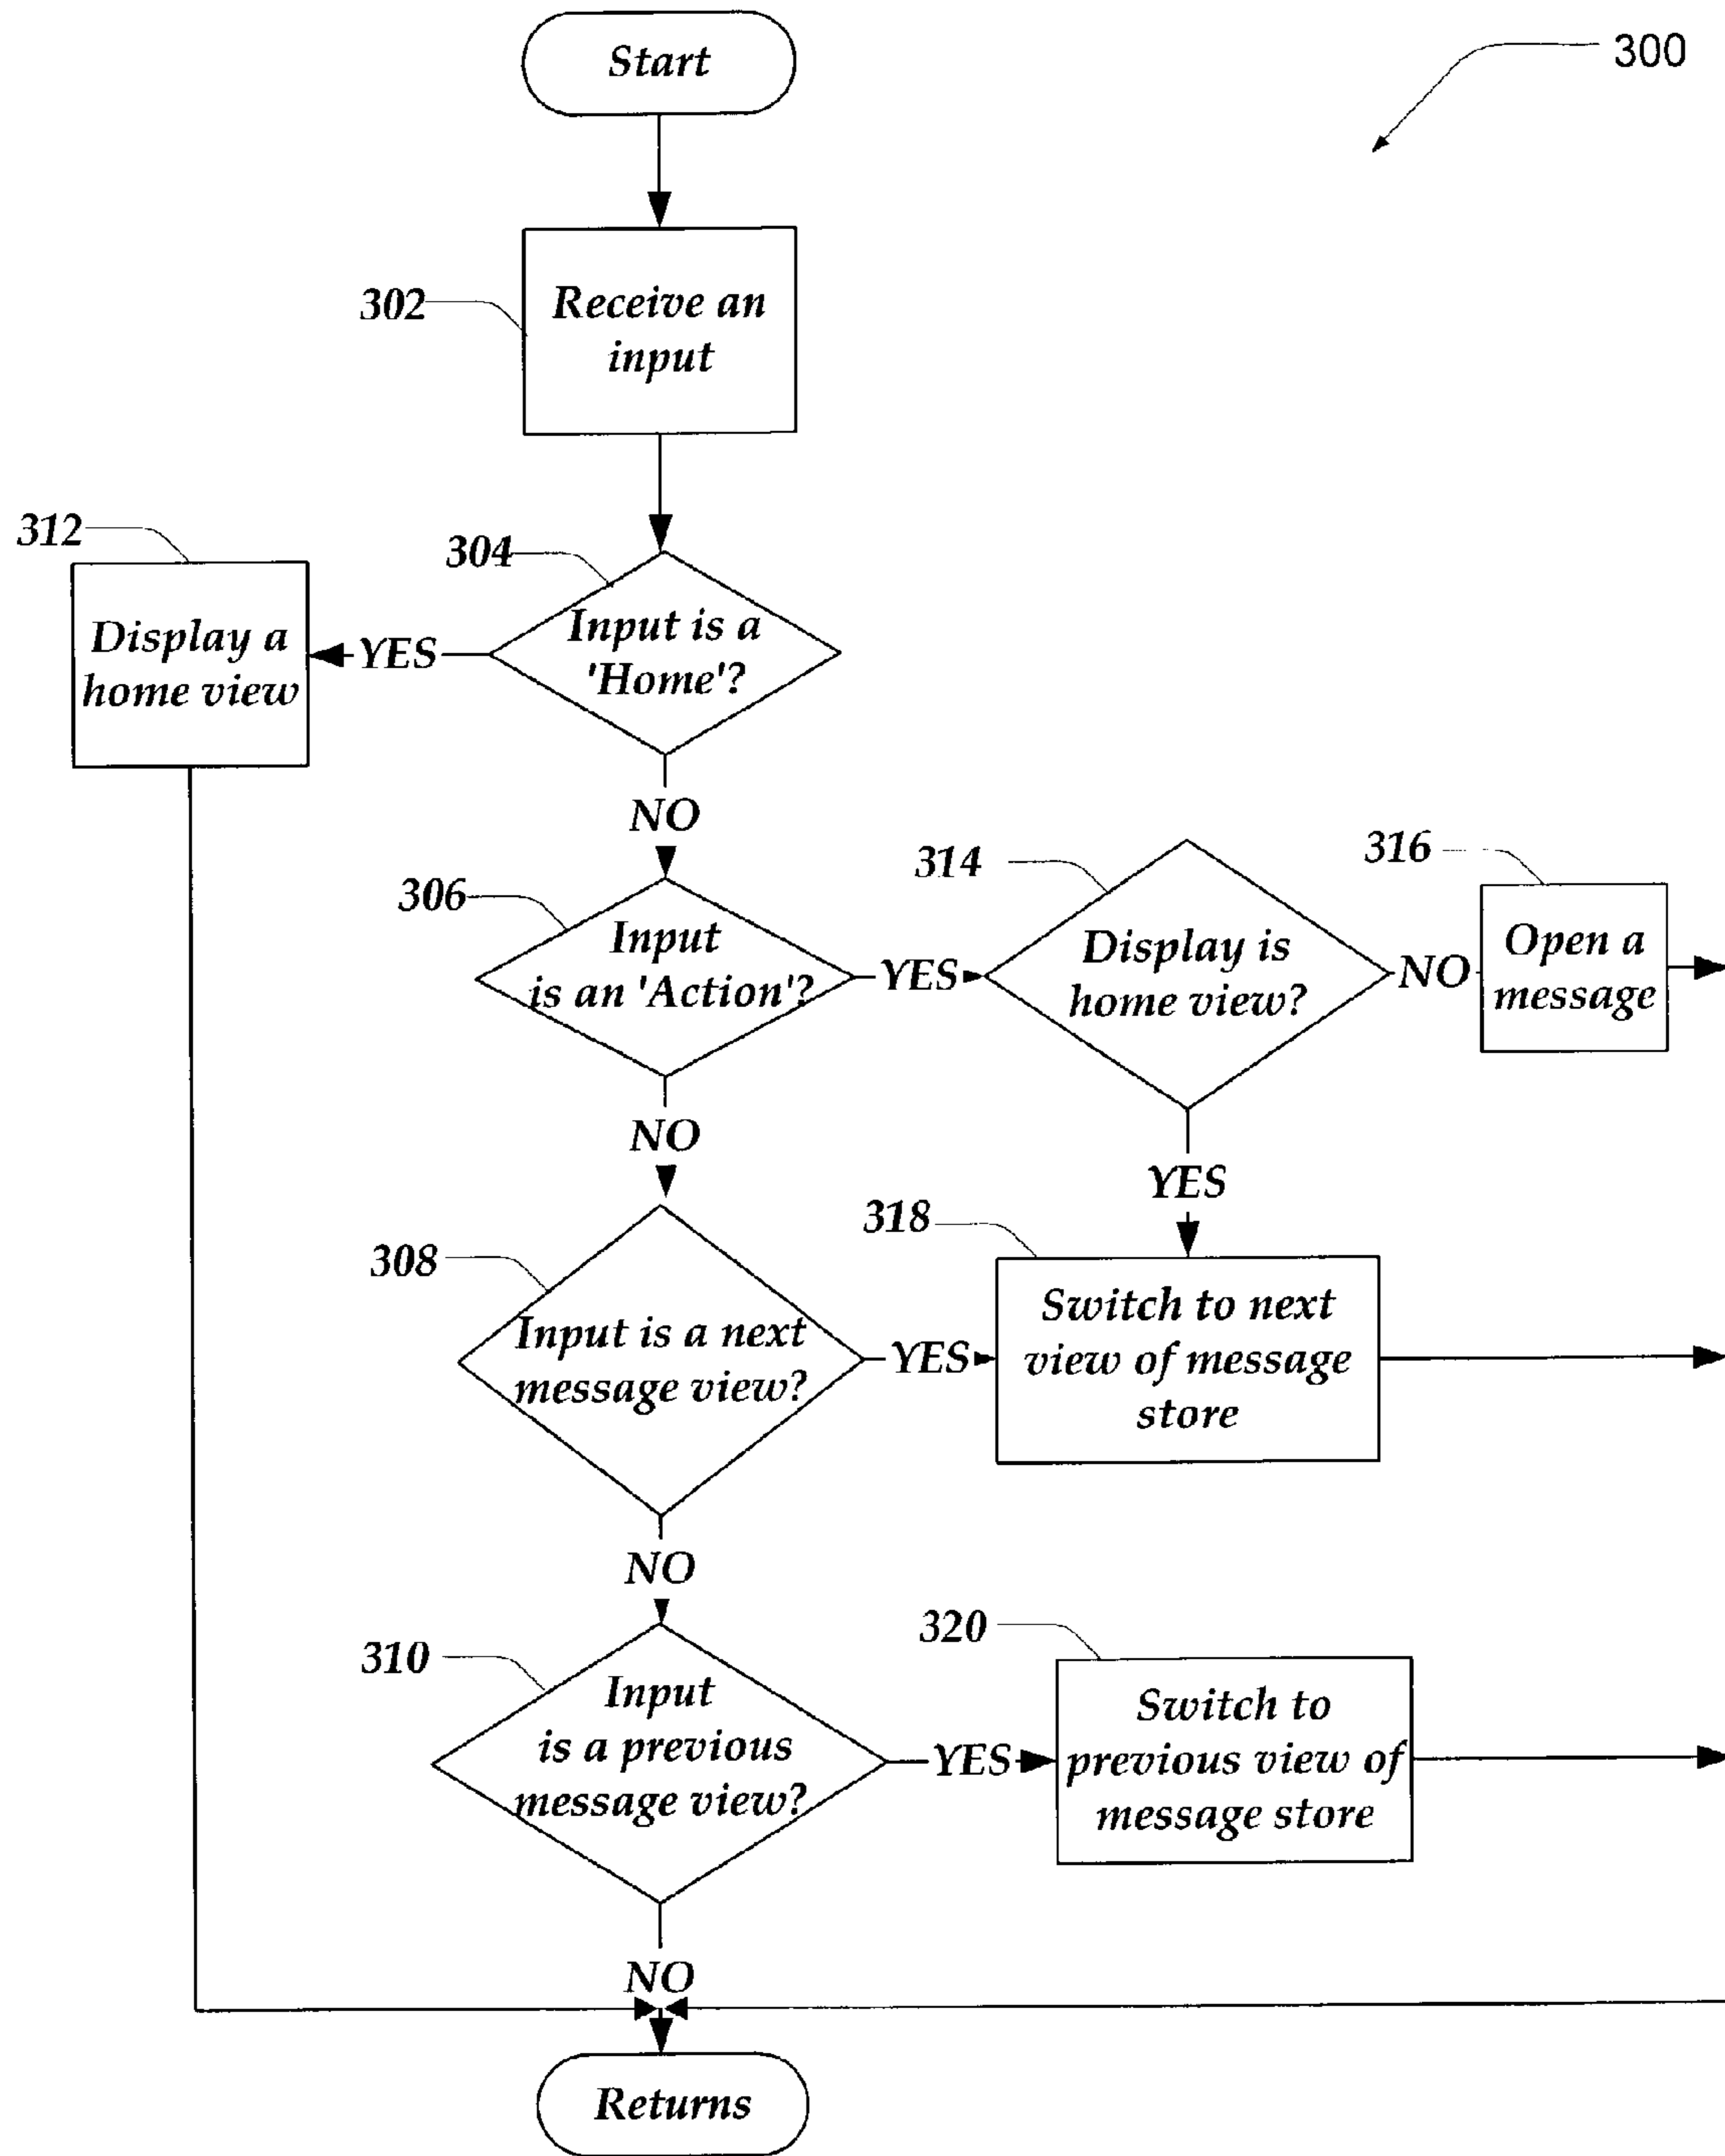 Start
300
302
Receive an
input
312
304
Display a
home view
YES
Input is a
'Home'?
NO
306
Input
is an 'Action'?
YES
314
Display is
home view?
NO
316
Open a
message
NO
YES
308
Input is a next
message view?
YES
318
Switch to next
view of message
store
NO
310
Input
is a previous
message view?
YES
320
Switch to
previous view of
message store
NO
Returns